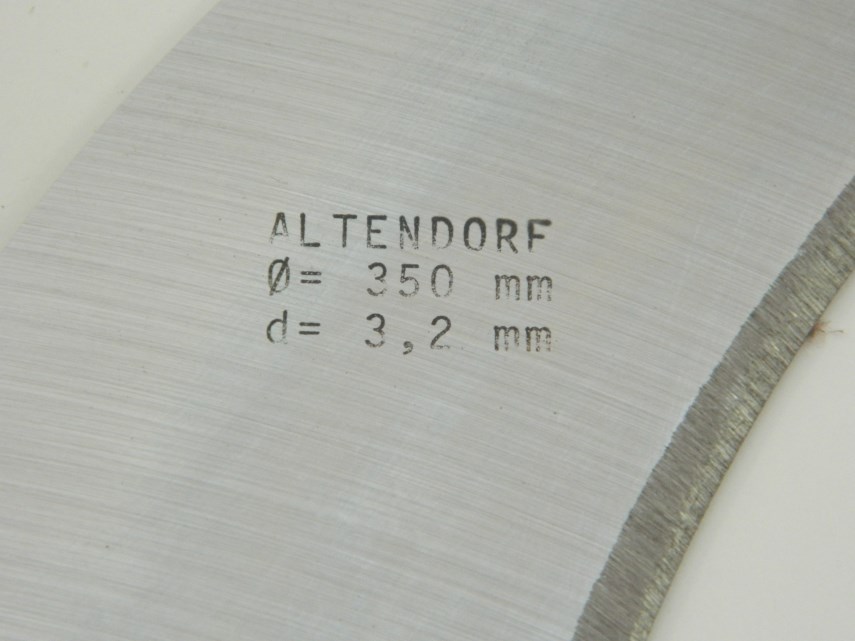 ALTENDORF
Ø= 350 mm
d= 3,2 mm